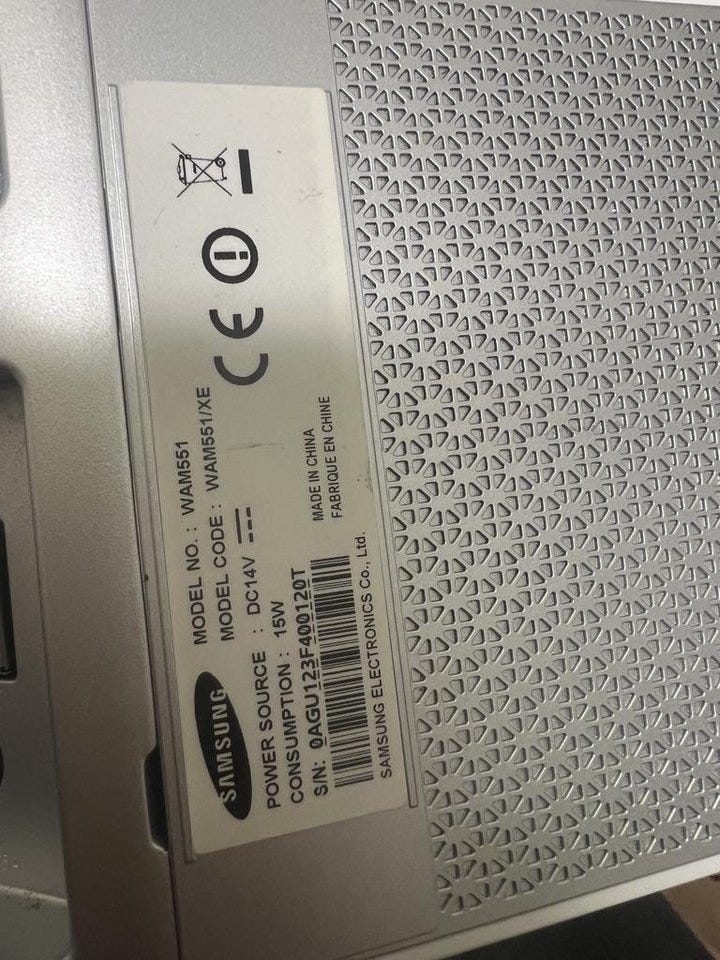 MODEL NO. : WAM551
MODEL CODE : WAM551/XE
SAMSUNG
POWER SOURCE : DC14V
CONSUMPTION : 15W
S/N: 0AGU123F400120T
MADE IN CHINA
FABRIQUE EN CHINE
SAMSUNG ELECTRONICS Co., Ltd.
CE